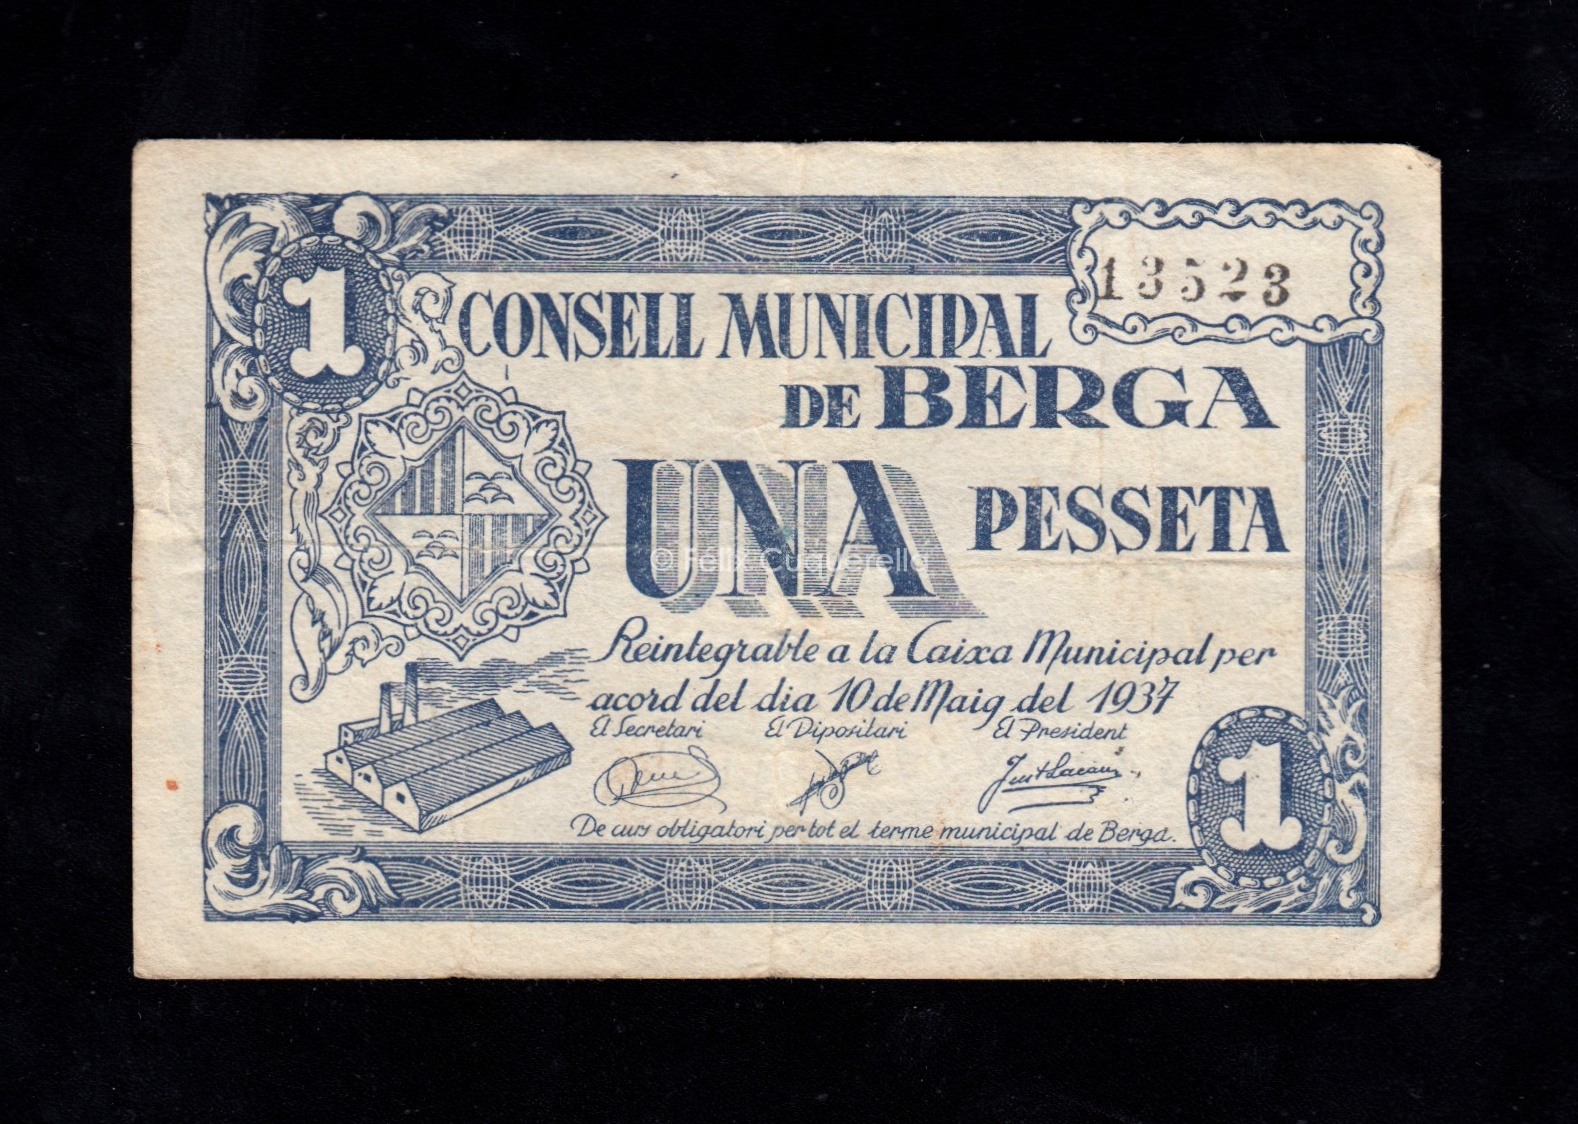 1
13523
CONSELL MUNICIPAL
DE BERGA
UNA PESSETA
© Felix Cuquerella
Reintegrable a la Caixa Municipal per
acord del dia 10 de Maig del 1937
El Secretari El Dipositari El President
De curs obligatori per tot el terme municipal de Berga.
1